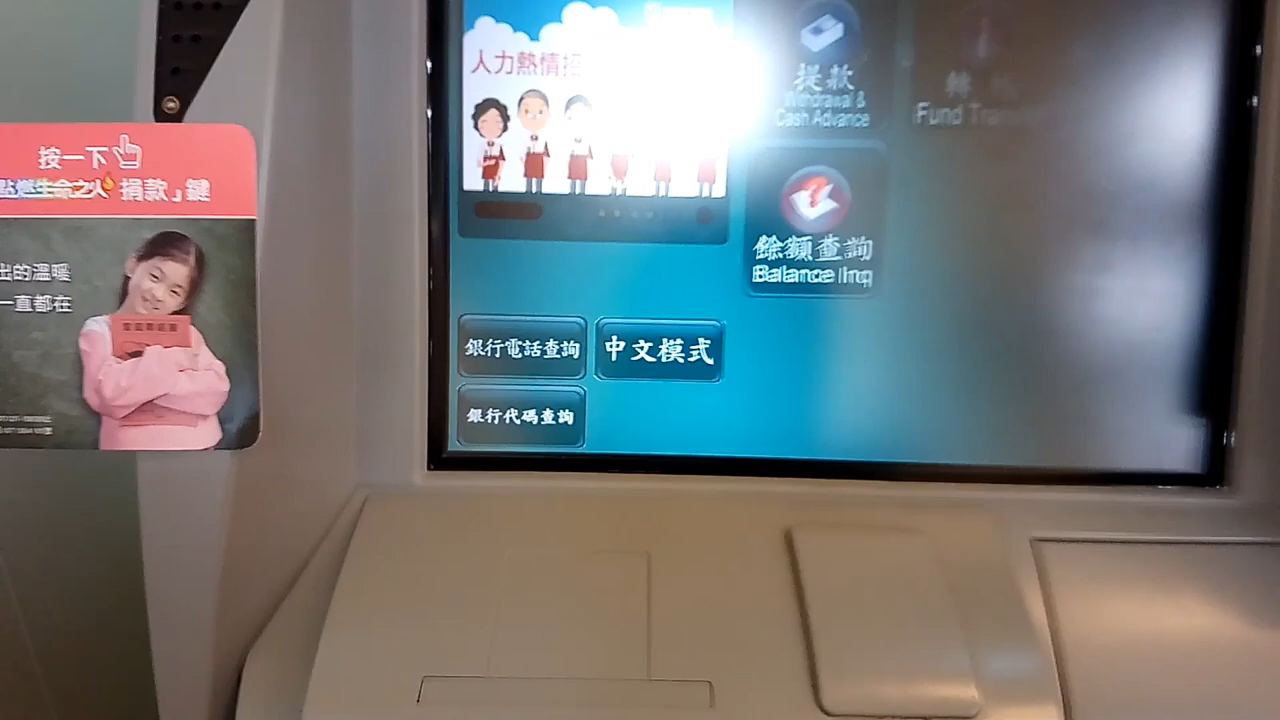 按一下
點燃生命之火 捐款」鍵
出的溫暖
一直都在
人力熱情招
提款
Withdrawal &
Cash Advance
Fund
餘額查詢
Balance Inq
銀行電話查詢
中文模式
銀行代碼查詢